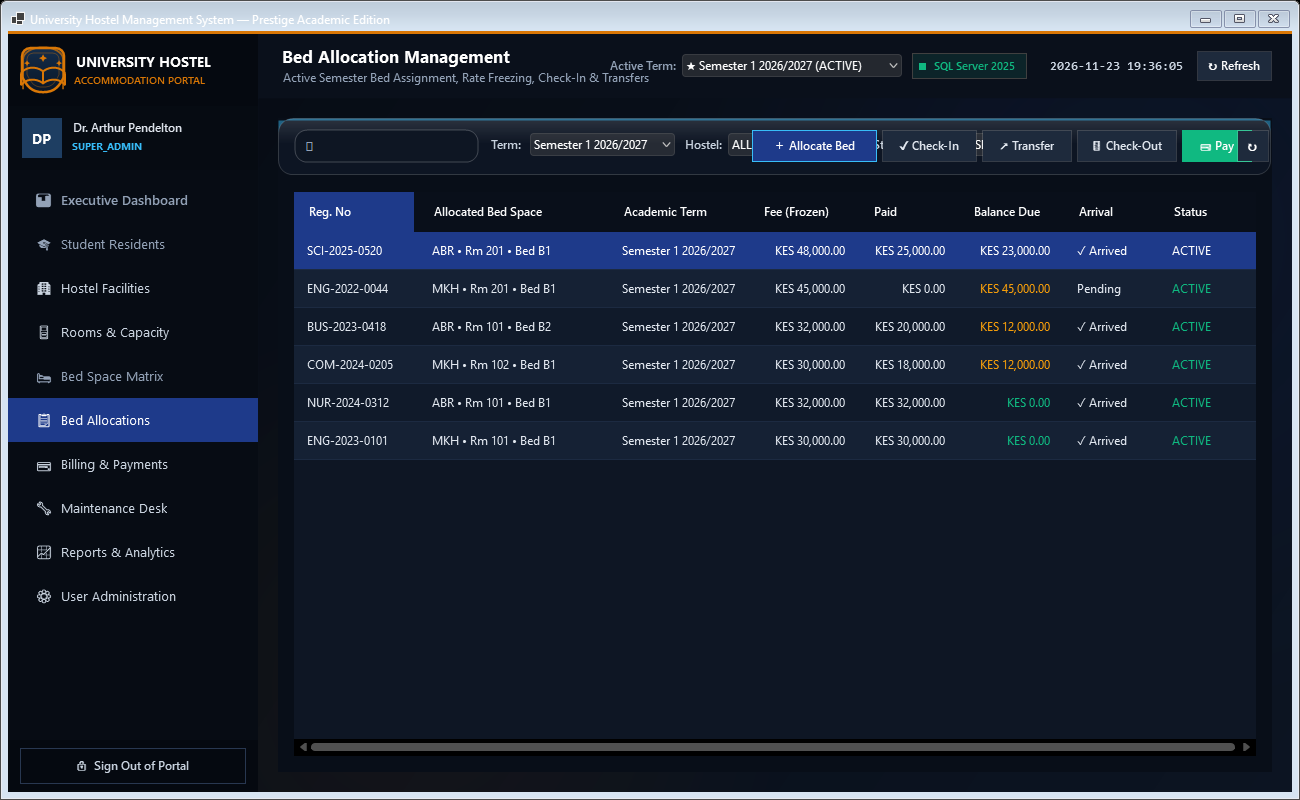 University Hostel Management System — Prestige Academic Edition
UNIVERSITY HOSTEL
ACCOMMODATION PORTAL
DP
Dr. Arthur Pendelton
SUPER_ADMIN
Executive Dashboard
Student Residents
Hostel Facilities
Rooms & Capacity
Bed Space Matrix
Bed Allocations
Billing & Payments
Maintenance Desk
Reports & Analytics
User Administration
Sign Out of Portal
Bed Allocation Management
Active Semester Bed Assignment, Rate Freezing, Check-In & Transfers
Active Term: ★ Semester 1 2026/2027 (ACTIVE)
SQL Server 2025
2026-11-23 19:36:05
↻ Refresh
Term: Semester 1 2026/2027 Hostel: ALL
+ Allocate Bed ✓ Check-In ↗ Transfer Check-Out Pay ↻
Reg. No Allocated Bed Space Academic Term Fee (Frozen) Paid Balance Due Arrival Status
SCI-2025-0520 ABR • Rm 201 • Bed B1 Semester 1 2026/2027 KES 48,000.00 KES 25,000.00 KES 23,000.00 ✓ Arrived ACTIVE
ENG-2022-0044 MKH • Rm 201 • Bed B1 Semester 1 2026/2027 KES 45,000.00 KES 0.00 KES 45,000.00 Pending ACTIVE
BUS-2023-0418 ABR • Rm 101 • Bed B2 Semester 1 2026/2027 KES 32,000.00 KES 20,000.00 KES 12,000.00 ✓ Arrived ACTIVE
COM-2024-0205 MKH • Rm 102 • Bed B1 Semester 1 2026/2027 KES 30,000.00 KES 18,000.00 KES 12,000.00 ✓ Arrived ACTIVE
NUR-2024-0312 ABR • Rm 101 • Bed B1 Semester 1 2026/2027 KES 32,000.00 KES 32,000.00 KES 0.00 ✓ Arrived ACTIVE
ENG-2023-0101 MKH • Rm 101 • Bed B1 Semester 1 2026/2027 KES 30,000.00 KES 30,000.00 KES 0.00 ✓ Arrived ACTIVE